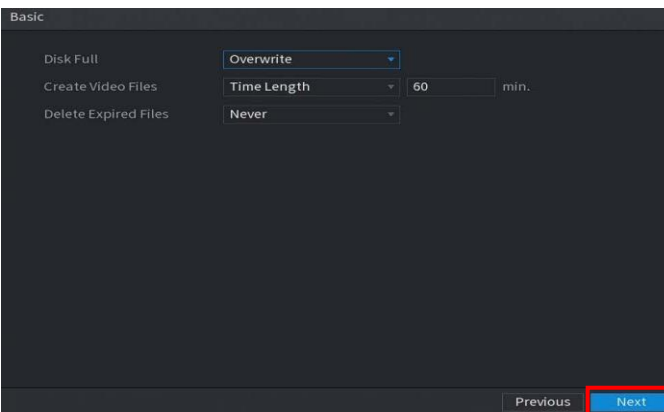 Basic
Disk Full Overwrite
Create Video Files Time Length 60 min.
Delete Expired Files Never
Previous Next